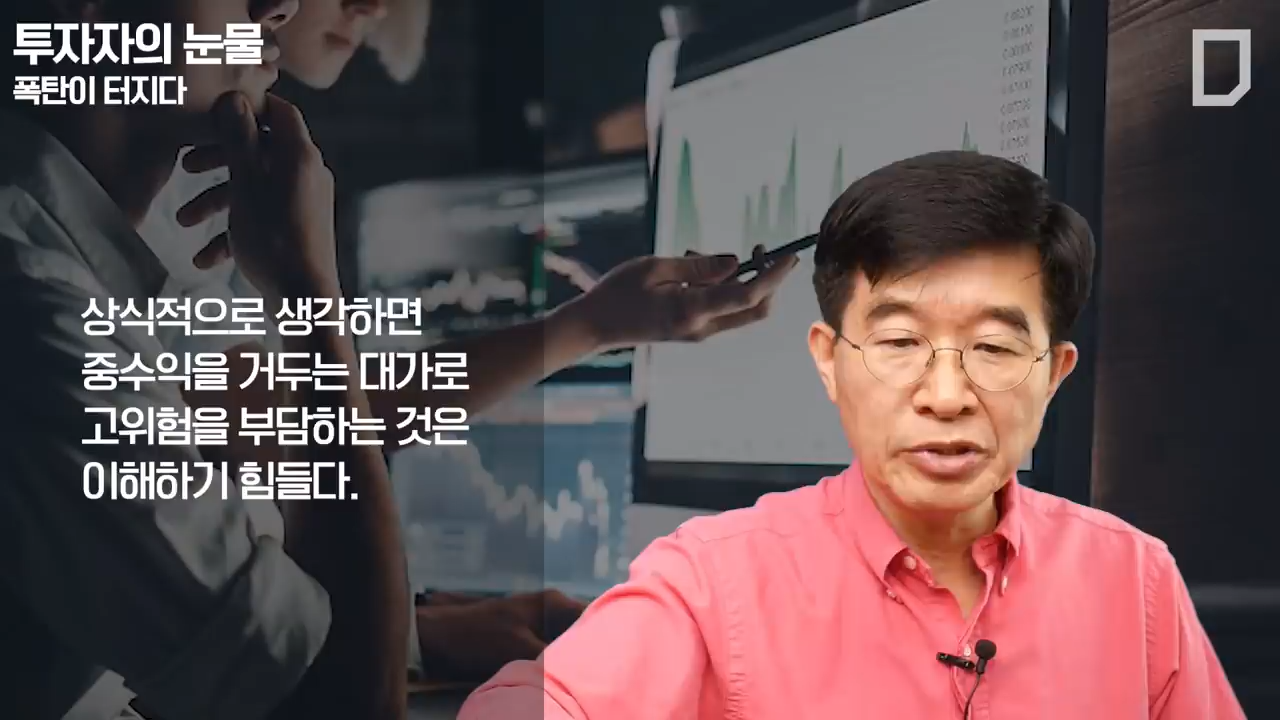 투자자의 눈물
폭탄이 터지다
상식적으로 생각하면
중수익을 거두는 대가로
고위험을 부담하는 것은
이해하기 힘들다.